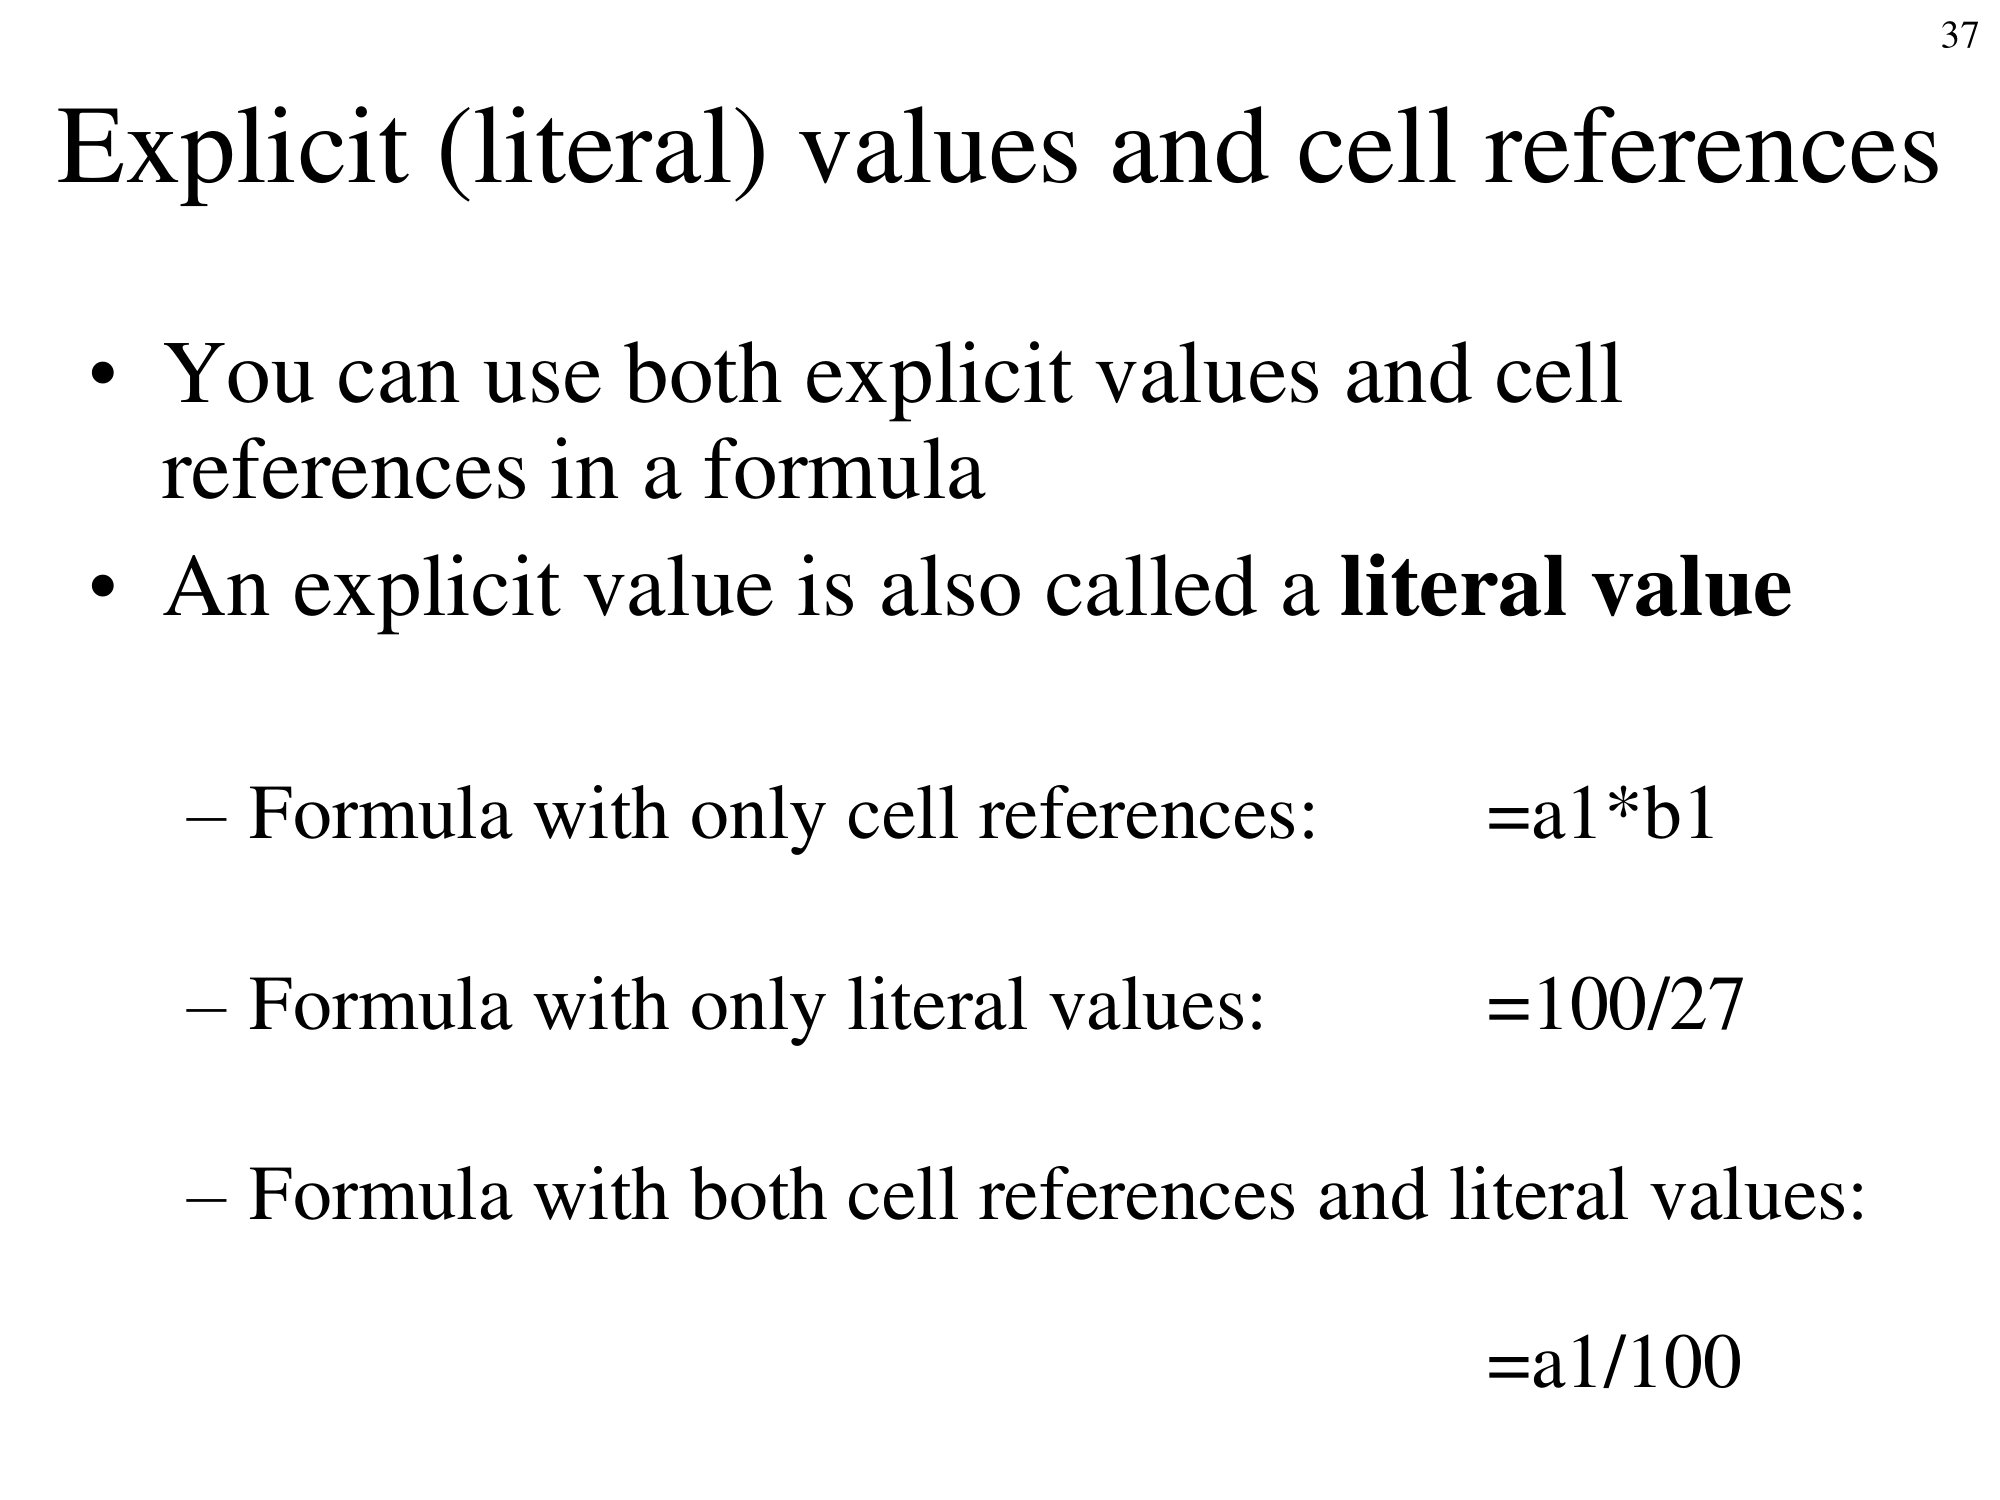 37
Explicit (literal) values and cell references
• You can use both explicit values and cell
references in a formula
• An explicit value is also called a literal value
– Formula with only cell references: =a1*b1
– Formula with only literal values: =100/27
– Formula with both cell references and literal values:
=a1/100